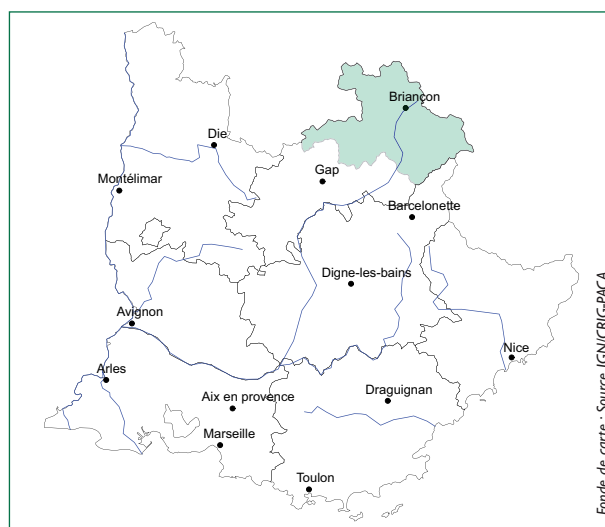 Briançon
Die
Gap
Montélimar
Barcelonette
Digne-les-bains
Avignon
Nice
Arles
Aix en provence
Draguignan
Marseille
Toulon
Fonds de carte : Source IGN/CRIG-PACA